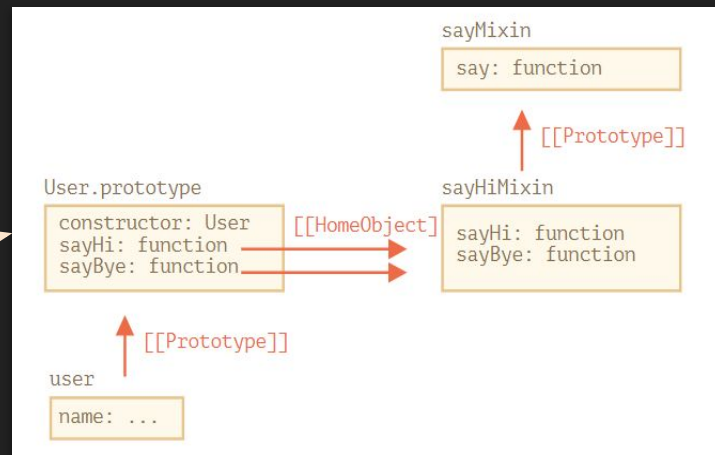 sayMixin
say: function
[[Prototype]]
User.prototype
sayHiMixin
constructor: User
sayHi: function
sayBye: function
[[HomeObject]
sayHi: function
sayBye: function
[[Prototype]]
user
name: ...